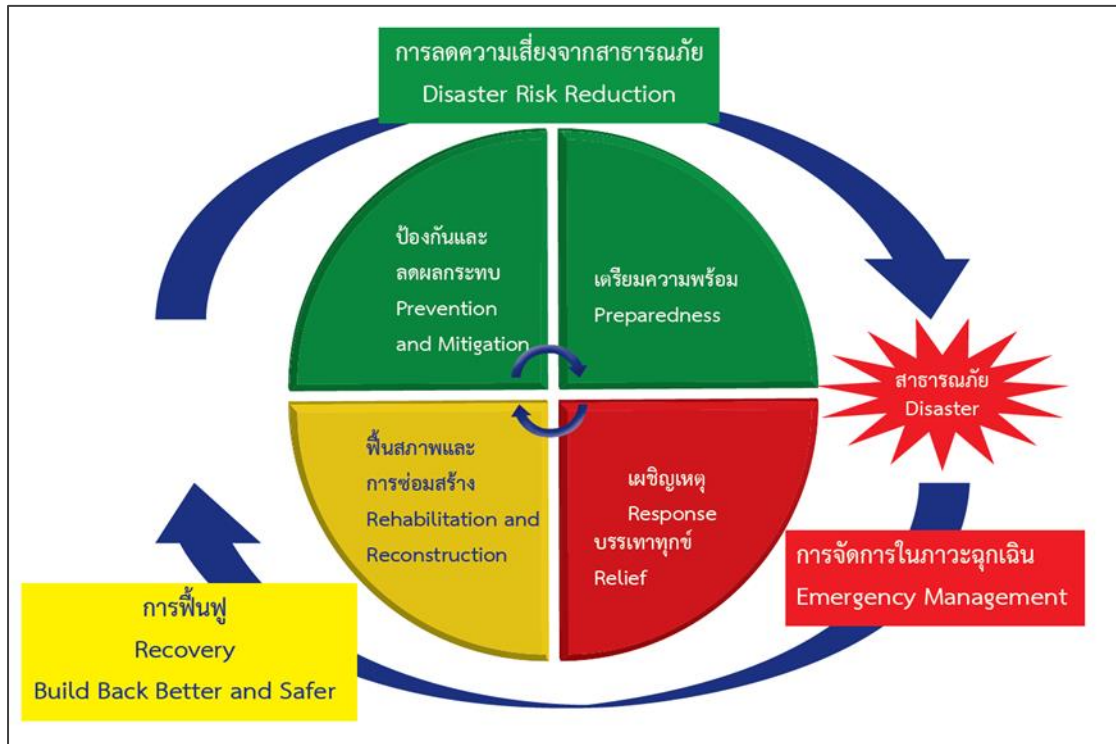 การลดความเสี่ยงจากสาธารณภัย
Disaster Risk Reduction
ป้องกันและ
ลดผลกระทบ
Prevention
and Mitigation
เตรียมความพร้อม
Preparedness
สาธารณภัย
Disaster
ฟื้นสภาพและ
การซ่อมสร้าง
Rehabilitation and
Reconstruction
เผชิญเหตุ
Response
บรรเทาทุกข์
Relief
การจัดการในภาวะฉุกเฉิน
Emergency Management
การฟื้นฟู
Recovery
Build Back Better and Safer